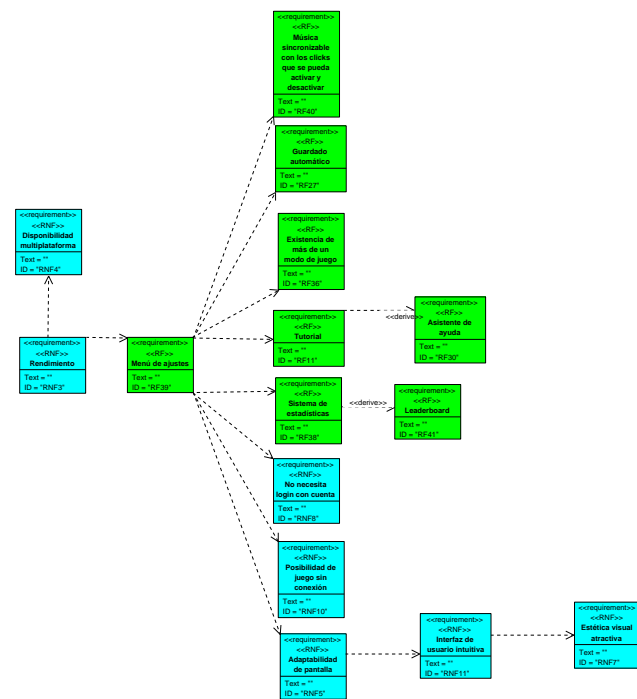 <<requirement>>
<<RF>>
Música
sincronizable
con los clicks
que se pueda
activar y
desactivar
Text = ""
ID = "RF40"
<<requirement>>
<<RF>>
Guardado
automático
Text = ""
ID = "RF27"
<<requirement>>
<<RNF>>
Disponibilidad
multiplataforma
Text = ""
ID = "RNF4"
<<requirement>>
<<RF>>
Existencia de
más de un
modo de juego
Text = ""
ID = "RF36"
<<requirement>>
<<RNF>>
Rendimiento
Text = ""
ID = "RNF3"
<<requirement>>
<<RF>>
Menú de ajustes
Text = ""
ID = "RF39"
<<requirement>>
<<RF>>
Tutorial
Text = ""
ID = "RF11"
<<derive>>
<<requirement>>
<<RF>>
Asistente de
ayuda
Text = ""
ID = "RF30"
<<requirement>>
<<RF>>
Sistema de
estadísticas
Text = ""
ID = "RF38"
<<derive>>
<<requirement>>
<<RF>>
Leaderboard
Text = ""
ID = "RF41"
<<requirement>>
<<RNF>>
No necesita
login con cuenta
Text = ""
ID = "RNF8"
<<requirement>>
<<RNF>>
Posibilidad de
juego sin
conexión
Text = ""
ID = "RNF10"
<<requirement>>
<<RNF>>
Adaptabilidad
de pantalla
Text = ""
ID = "RNF5"
<<requirement>>
<<RNF>>
Interfaz de
usuario intuitiva
Text = ""
ID = "RNF11"
<<requirement>>
<<RNF>>
Estética visual
atractiva
Text = ""
ID = "RNF7"